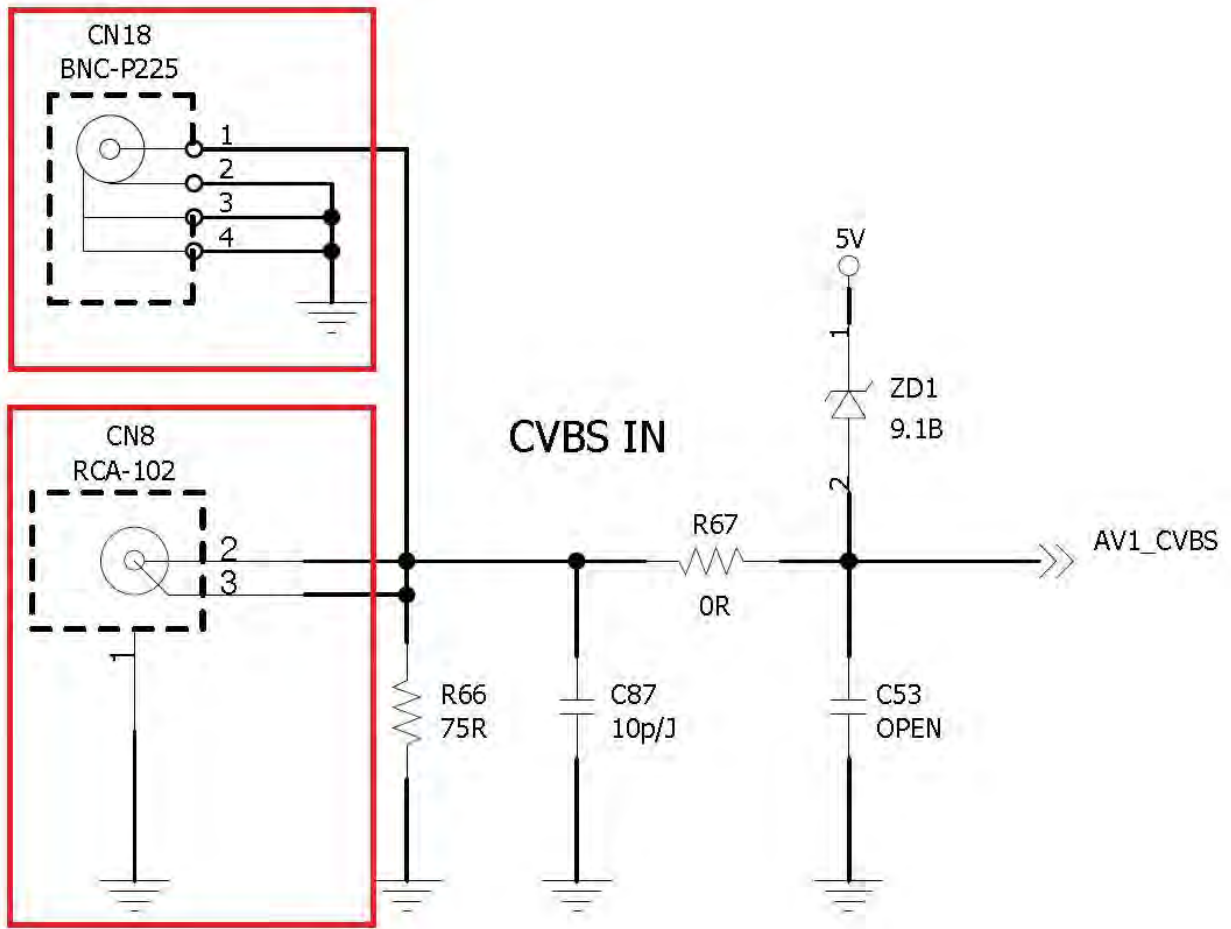 CN18
BNC-P225
1
2
3
4
5V
1
ZD1
9.1B
2
CVBS IN
CN8
RCA-102
2
3
1
R67
0R
AV1_CVBS
R66
75R
C87
10p/J
C53
OPEN